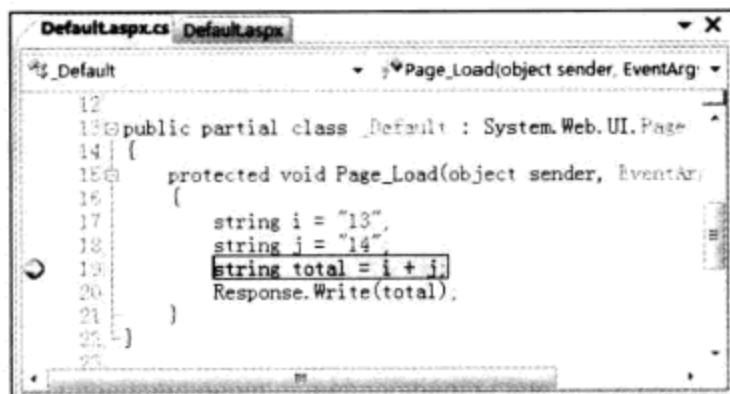 Default.aspx.cs Default.aspx
_Default Page_Load(object sender, EventArg
12
13 public partial class _Default : System.Web.UI.Page
14 {
15 protected void Page_Load(object sender, EventAr
16 {
17 string i = "13";
18 string j = "14";
19 string total = i + j;
20 Response.Write(total);
21 }
22 }
23